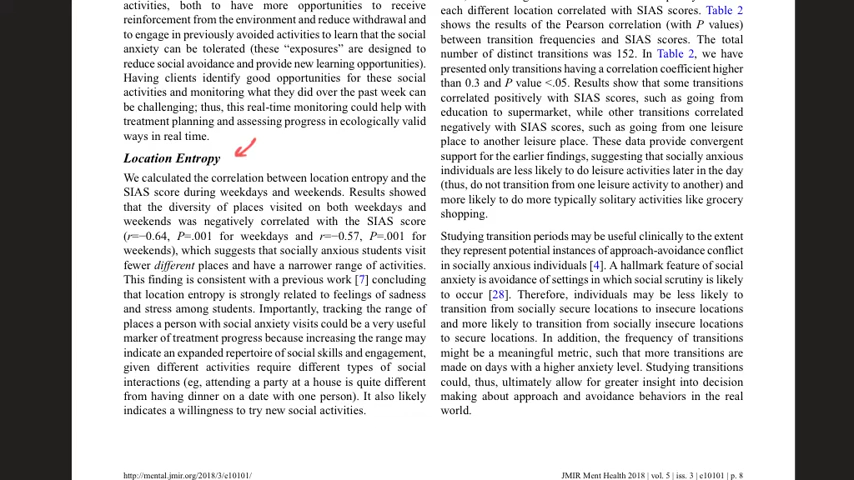 activities, both to have more opportunities to receive
reinforcement from the environment and reduce withdrawal and
to engage in previously avoided activities to learn that the social
anxiety can be tolerated (these “exposures” are designed to
reduce social avoidance and provide new learning opportunities).
Having clients identify good opportunities for these social
activities and monitoring what they did over the past week can
be challenging; thus, this real-time monitoring could help with
treatment planning and assessing progress in ecologically valid
ways in real time.
Location Entropy
We calculated the correlation between location entropy and the
SIAS score during weekdays and weekends. Results showed
that the diversity of places visited on both weekdays and
weekends was negatively correlated with the SIAS score
(r=−0.64, P=.001 for weekdays and r=−0.57, P=.001 for
weekends), which suggests that socially anxious students visit
fewer different places and have a narrower range of activities.
This finding is consistent with a previous work [7] concluding
that location entropy is strongly related to feelings of sadness
and stress among students. Importantly, tracking the range of
places a person with social anxiety visits could be a very useful
marker of treatment progress because increasing the range may
indicate an expanded repertoire of social skills and engagement,
given different activities require different types of social
interactions (eg, attending a party at a house is quite different
from having dinner on a date with one person). It also likely
indicates a willingness to try new social activities.
each different location correlated with SIAS scores. Table 2
shows the results of the Pearson correlation (with P values)
between transition frequencies and SIAS scores. The total
number of distinct transitions was 152. In Table 2, we have
presented only transitions having a correlation coefficient higher
than 0.3 and P value <.05. Results show that some transitions
correlated positively with SIAS scores, such as going from
education to supermarket, while other transitions correlated
negatively with SIAS scores, such as going from one leisure
place to another leisure place. These data provide convergent
support for the earlier findings, suggesting that socially anxious
individuals are less likely to do leisure activities later in the day
(thus, do not transition from one leisure activity to another) and
more likely to do more typically solitary activities like grocery
shopping.
Studying transition periods may be useful clinically to the extent
they represent potential instances of approach-avoidance conflict
in socially anxious individuals [4]. A hallmark feature of social
anxiety is avoidance of settings in which social scrutiny is likely
to occur [28]. Therefore, individuals may be less likely to
transition from socially secure locations to insecure locations
and more likely to transition from socially insecure locations
to secure locations. In addition, the frequency of transitions
might be a meaningful metric, such that more transitions are
made on days with a higher anxiety level. Studying transitions
could, thus, ultimately allow for greater insight into decision
making about approach and avoidance behaviors in the real
world.
http://mental.jmir.org/2018/3/e10101/
JMIR Ment Health 2018 | vol. 5 | iss. 3 | e10101 | p. 8